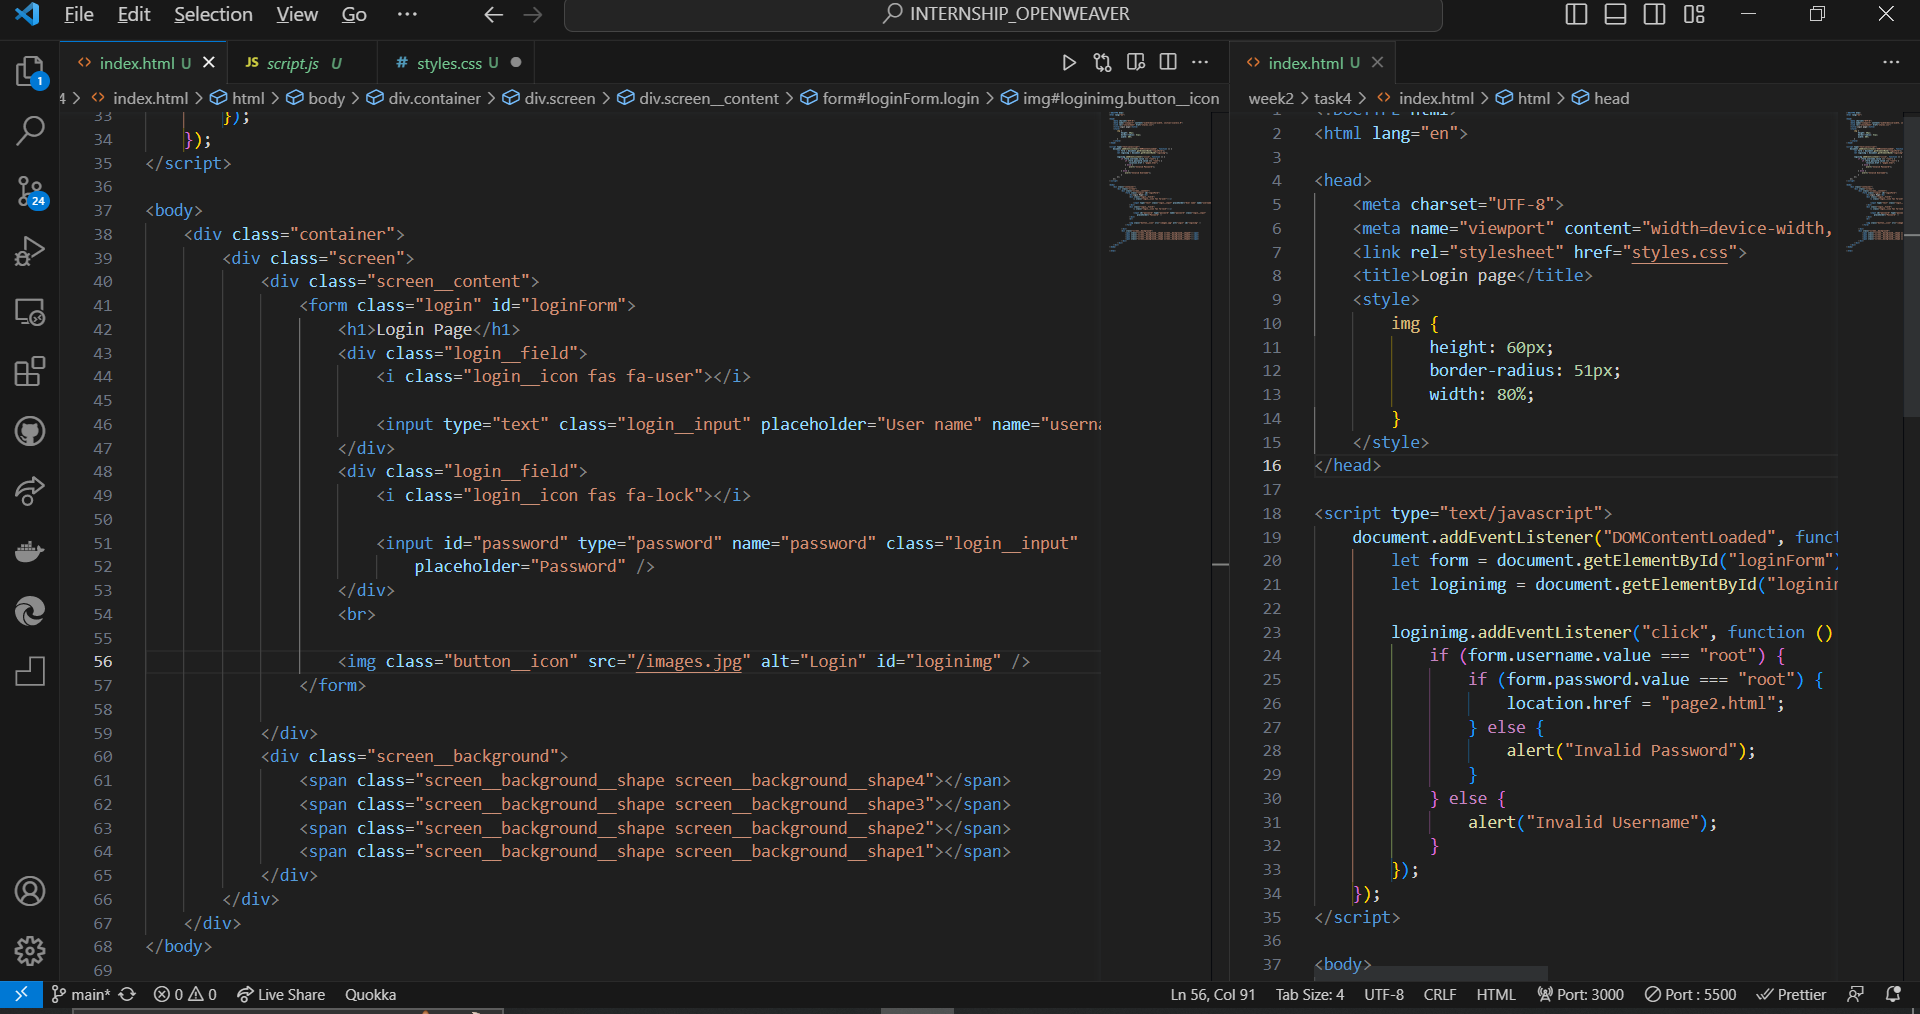 File Edit Selection View Go ··· INTERNSHIP_OPENWEAVER
index.html U JS script.js U # styles.css U
4 > index.html > html > body > div.container > div.screen > div.screen__content > form#loginForm.login > img#loginimg.button__icon
33 });
34 });
35 </script>
36
37 <body>
38 <div class="container">
39 <div class="screen">
40 <div class="screen__content">
41 <form class="login" id="loginForm">
42 <h1>Login Page</h1>
43 <div class="login__field">
44 <i class="login__icon fas fa-user"></i>
45
46 <input type="text" class="login__input" placeholder="User name" name="userna
47 </div>
48 <div class="login__field">
49 <i class="login__icon fas fa-lock"></i>
50
51 <input id="password" type="password" name="password" class="login__input"
52 placeholder="Password" />
53 </div>
54 <br>
55
56 <img class="button__icon" src="/images.jpg" alt="Login" id="loginimg" />
57 </form>
58
59 </div>
60 <div class="screen__background">
61 <span class="screen__background__shape screen__background__shape4"></span>
62 <span class="screen__background__shape screen__background__shape3"></span>
63 <span class="screen__background__shape screen__background__shape2"></span>
64 <span class="screen__background__shape screen__background__shape1"></span>
65 </div>
66 </div>
67 </div>
68 </body>
69
index.html U
week2 > task4 > index.html > html > head
1 <!DOCTYPE html>
2 <html lang="en">
3
4 <head>
5 <meta charset="UTF-8">
6 <meta name="viewport" content="width=device-width,
7 <link rel="stylesheet" href="styles.css">
8 <title>Login page</title>
9 <style>
10 img {
11 height: 60px;
12 border-radius: 51px;
13 width: 80%;
14 }
15 </style>
16 </head>
17
18 <script type="text/javascript">
19 document.addEventListener("DOMContentLoaded", funct
20 let form = document.getElementById("loginForm")
21 let loginimg = document.getElementById("loginim
22
23 loginimg.addEventListener("click", function ()
24 if (form.username.value === "root") {
25 if (form.password.value === "root") {
26 location.href = "page2.html";
27 } else {
28 alert("Invalid Password");
29 }
30 } else {
31 alert("Invalid Username");
32 }
33 });
34 });
35 </script>
36
37 <body>
1
24
main* 0 0 Live Share Quokka Ln 56, Col 91 Tab Size: 4 UTF-8 CRLF HTML Port: 3000 Port : 5500 Prettier